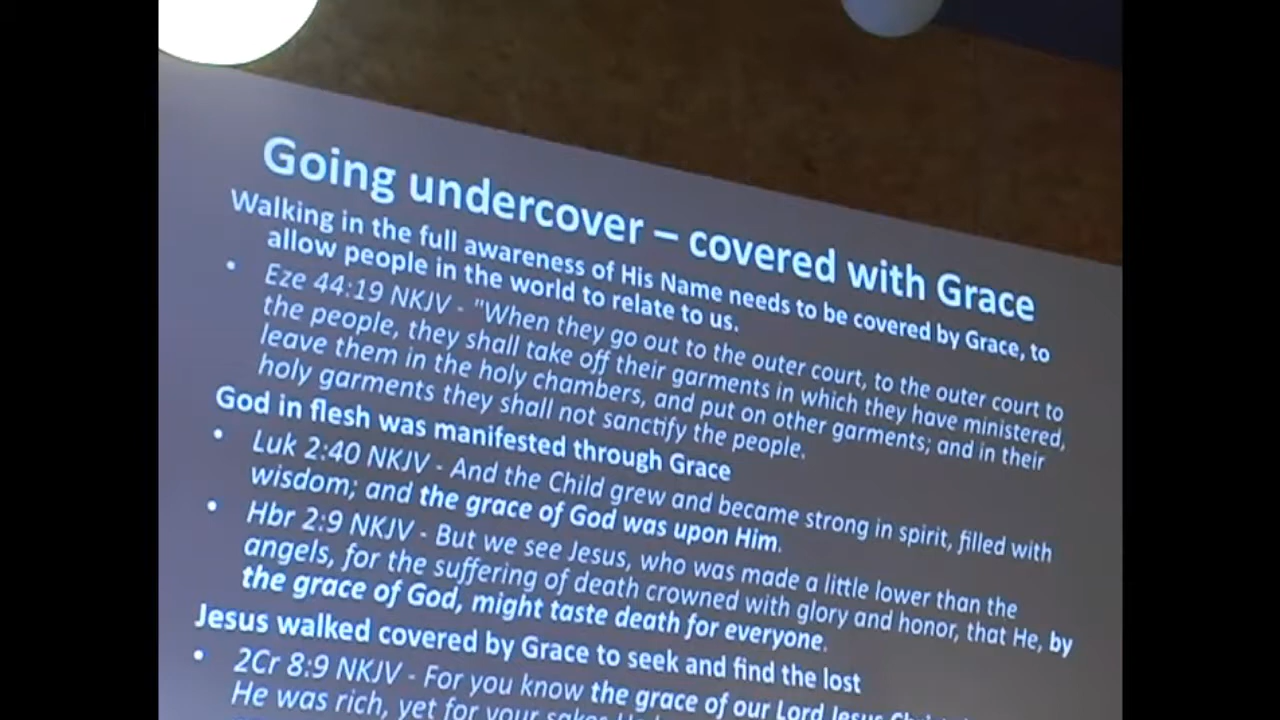 Going undercover – covered with Grace
Walking in the full awareness of His Name needs to be covered by Grace, to
allow people in the world to relate to us.
• Eze 44:19 NKJV - "When they go out to the outer court, to the outer court to
the people, they shall take off their garments in which they have ministered,
leave them in the holy chambers, and put on other garments; and in their
holy garments they shall not sanctify the people.
God in flesh was manifested through Grace
• Luk 2:40 NKJV - And the Child grew and became strong in spirit, filled with
wisdom; and the grace of God was upon Him.
• Hbr 2:9 NKJV - But we see Jesus, who was made a little lower than the
angels, for the suffering of death crowned with glory and honor, that He, by
the grace of God, might taste death for everyone.
Jesus walked covered by Grace to seek and find the lost
• 2Cr 8:9 NKJV - For you know the grace of our Lord Jesus
He was rich, yet for your sakes